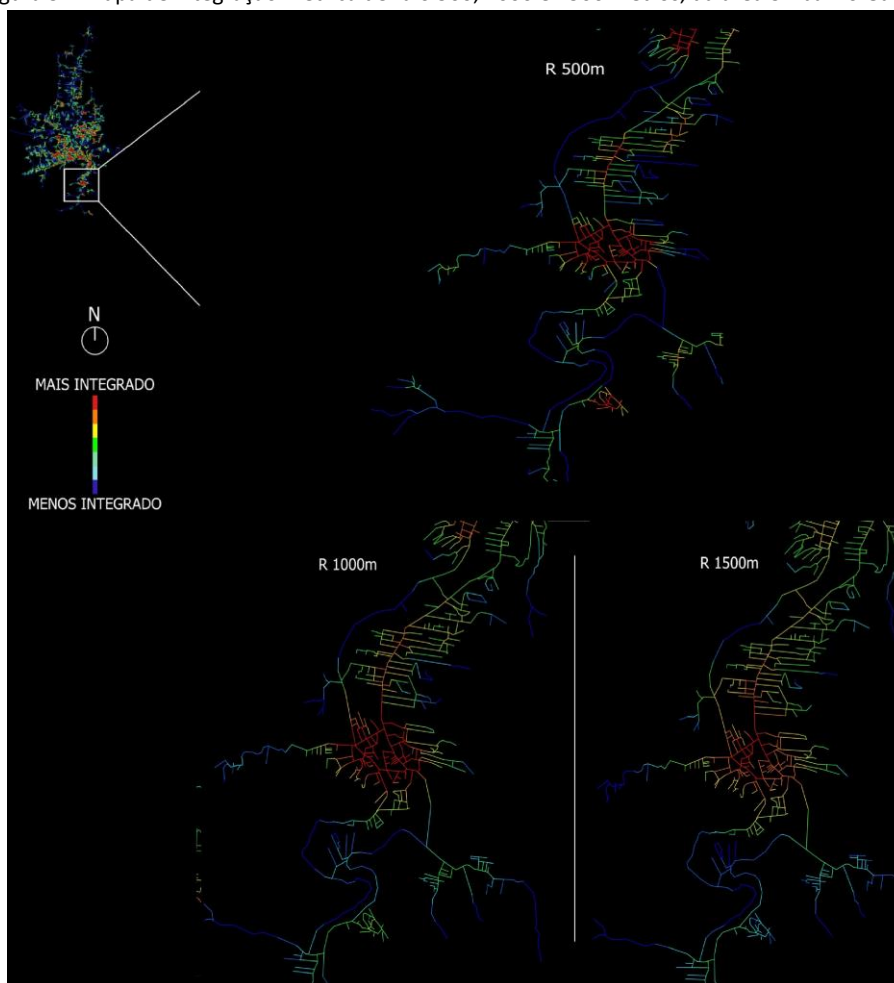 R 500m
N
MAIS INTEGRADO
MENOS INTEGRADO
R 1000m
R 1500m